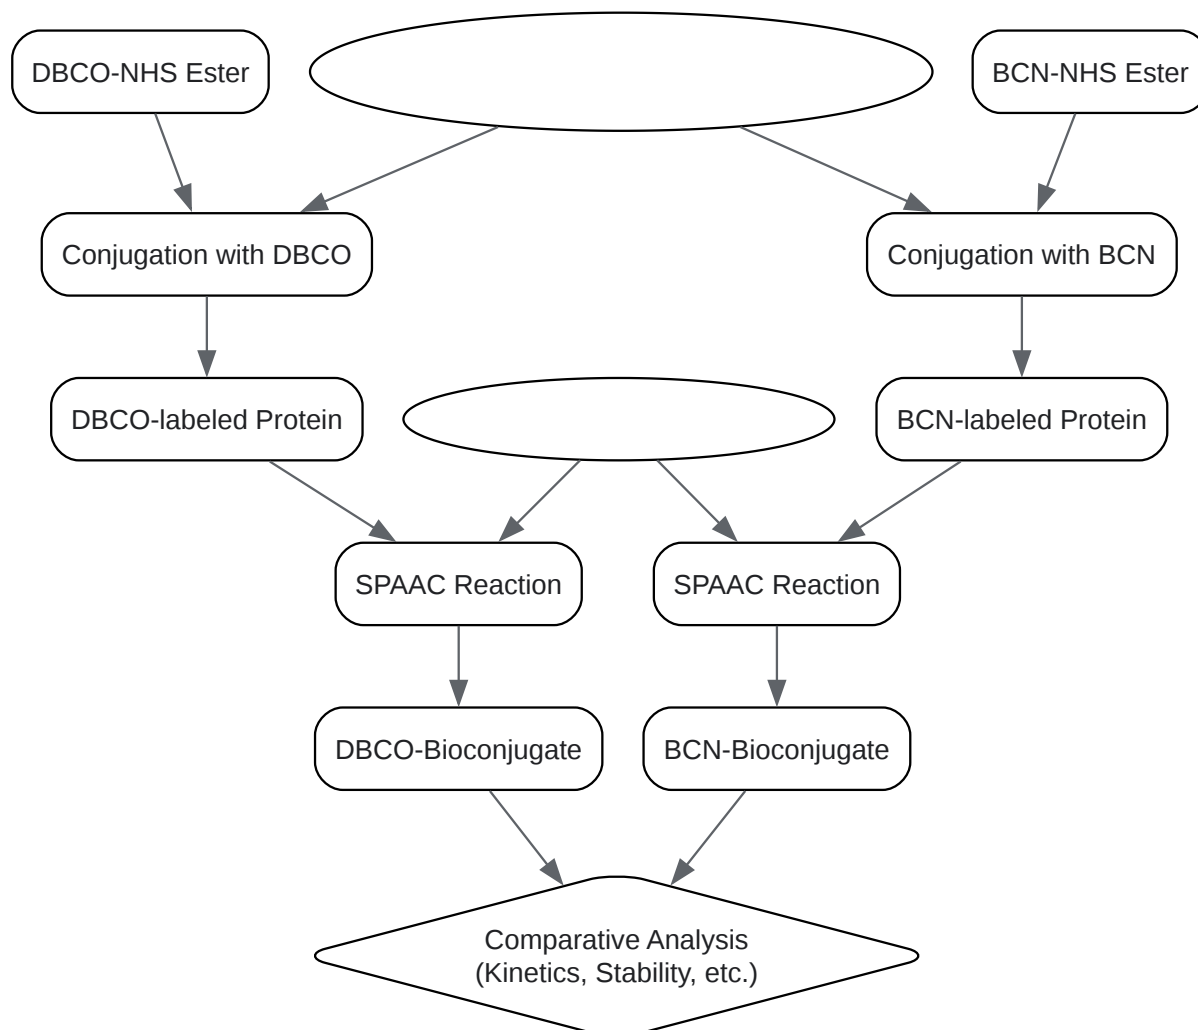 DBCO-NHS Ester
BCN-NHS Ester
Conjugation with DBCO
Conjugation with BCN
DBCO-labeled Protein
BCN-labeled Protein
SPAAC Reaction
SPAAC Reaction
DBCO-Bioconjugate
BCN-Bioconjugate
Comparative Analysis
(Kinetics, Stability, etc.)